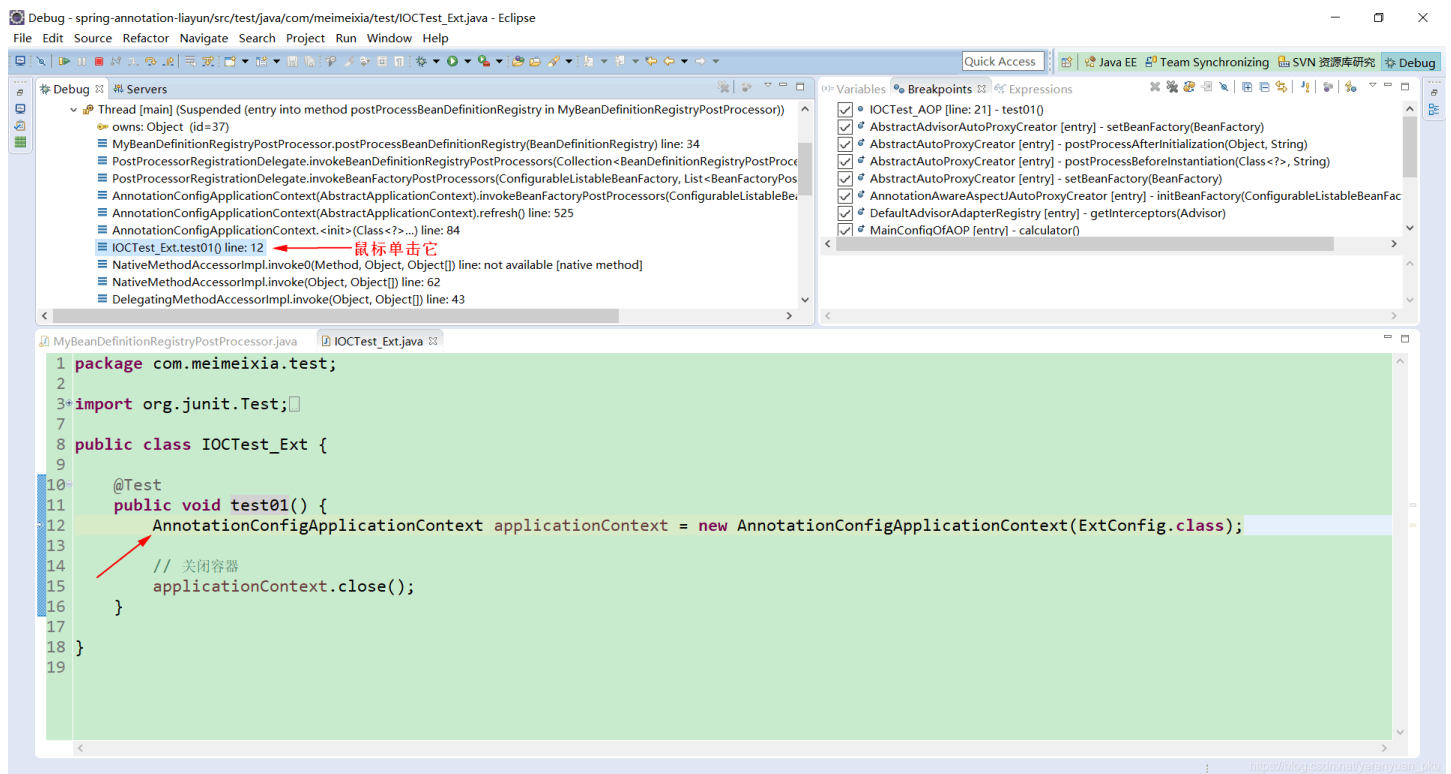 Debug - spring-annotation-liayun/src/test/java/com/meimeixia/test/IOCTest_Ext.java - Eclipse
File Edit Source Refactor Navigate Search Project Run Window Help
Quick Access Java EE Team Synchronizing SVN 资源库研究 Debug
Debug Servers
Thread [main] (Suspended (entry into method postProcessBeanDefinitionRegistry in MyBeanDefinitionRegistryPostProcessor))
owns: Object (id=37)
MyBeanDefinitionRegistryPostProcessor.postProcessBeanDefinitionRegistry(BeanDefinitionRegistry) line: 34
PostProcessorRegistrationDelegate.invokeBeanDefinitionRegistryPostProcessors(Collection<BeanDefinitionRegistryPostProce
PostProcessorRegistrationDelegate.invokeBeanFactoryPostProcessors(ConfigurableListableBeanFactory, List<BeanFactoryPos
AnnotationConfigApplicationContext(AbstractApplicationContext).invokeBeanFactoryPostProcessors(ConfigurableListableBea
AnnotationConfigApplicationContext(AbstractApplicationContext).refresh() line: 525
AnnotationConfigApplicationContext.<init>(Class<?>...) line: 84
IOCTest_Ext.test01() line: 12 鼠标单击它
NativeMethodAccessorImpl.invoke0(Method, Object, Object[]) line: not available [native method]
NativeMethodAccessorImpl.invoke(Object, Object[]) line: 62
DelegatingMethodAccessorImpl.invoke(Object, Object[]) line: 43
Variables Breakpoints Expressions
IOCTest_AOP [line: 21] - test01()
AbstractAdvisorAutoProxyCreator [entry] - setBeanFactory(BeanFactory)
AbstractAutoProxyCreator [entry] - postProcessAfterInitialization(Object, String)
AbstractAutoProxyCreator [entry] - postProcessBeforeInstantiation(Class<?>, String)
AbstractAutoProxyCreator [entry] - setBeanFactory(BeanFactory)
AnnotationAwareAspectJAutoProxyCreator [entry] - initBeanFactory(ConfigurableListableBeanFac
DefaultAdvisorAdapterRegistry [entry] - getInterceptors(Advisor)
MainConfigOfAOP [entry] - calculator()
MyBeanDefinitionRegistryPostProcessor.java IOCTest_Ext.java
1 package com.meimeixia.test;
2
3 import org.junit.Test;
7
8 public class IOCTest_Ext {
9
10 @Test
11 public void test01() {
12 AnnotationConfigApplicationContext applicationContext = new AnnotationConfigApplicationContext(ExtConfig.class);
13
14 // 关闭容器
15 applicationContext.close();
16 }
17
18 }
19
https://blog.csdn.net/yerenyuan_pku